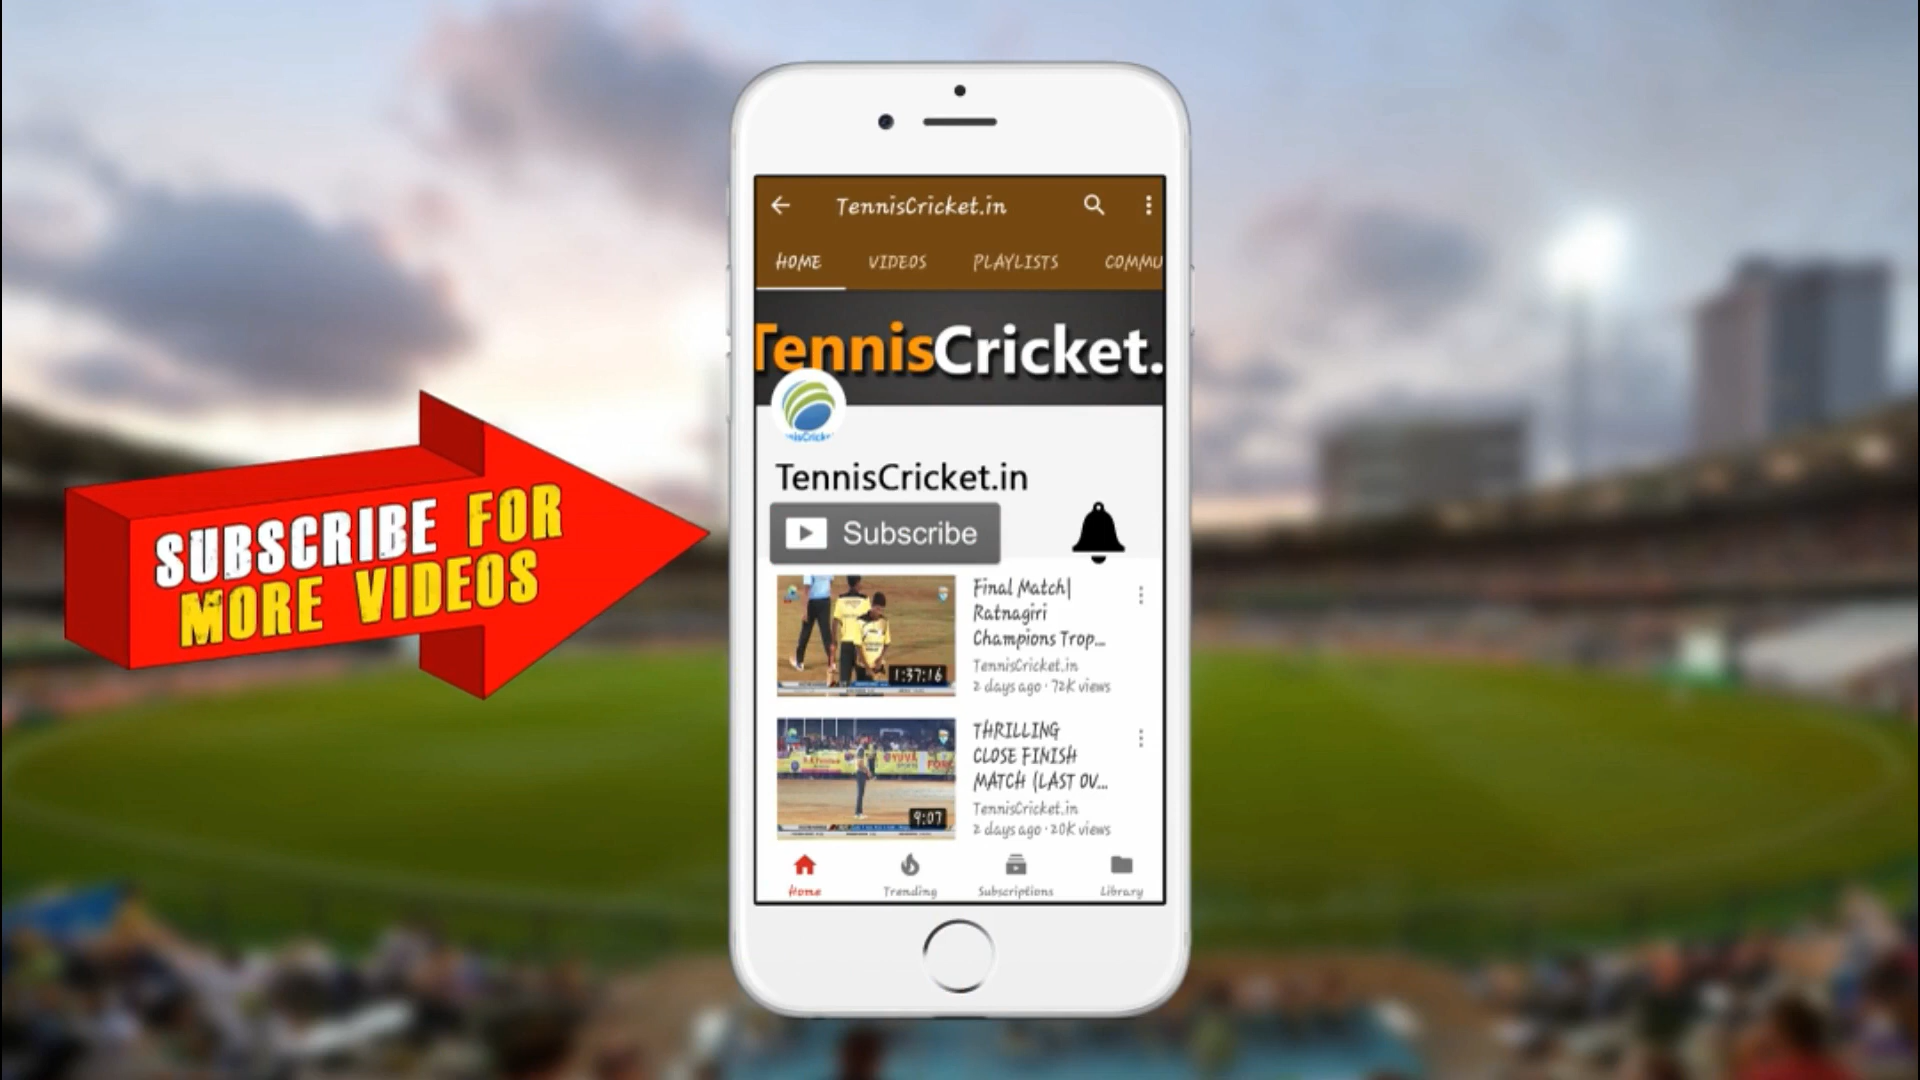 SUBSCRIBE FOR
MORE VIDEOS
TennisCricket.in
HOME VIDEOS PLAYLISTS COMMU
TennisCricket.
TennisCricket.in
Subscribe
Final Match|
Ratnagiri
Champions Trop...
TennisCricket.in
2 days ago · 72K views
1:37:16
THRILLING
CLOSE FINISH
MATCH (LAST OV...
TennisCricket.in
2 days ago · 20K views
9:07
Home Trending Subscriptions Library